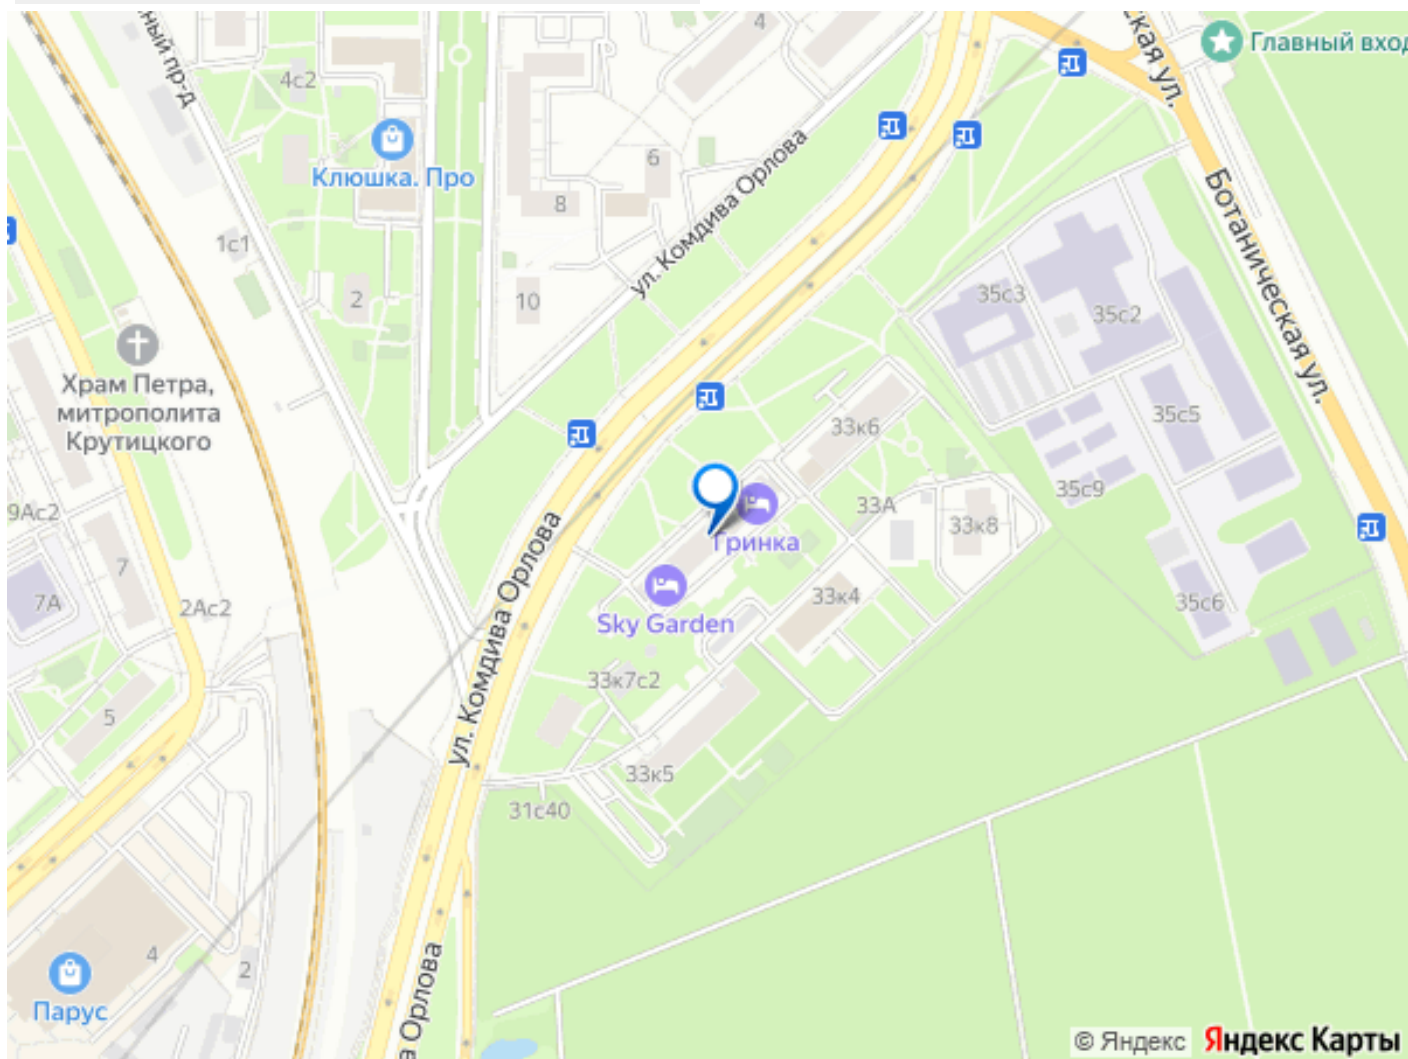 ный пр-д
4с2
4
ская ул.
Главный вход
Клюшка. Про
6
8
ул. Комдива Орлова
1с1
2
10
Ботаническая ул.
35с3
35с2
Храм Петра,
митрополита
Крутицкого
33к6
35с5
35с9
9Ас2
33А
33к8
Гринка
7
7А
2Ас2
Sky Garden
33к4
35с6
ул. Комдива Орлова
33к7с2
5
33к5
31с40
4
2
Парус
а Орлова
© Яндекс Яндекс Карты